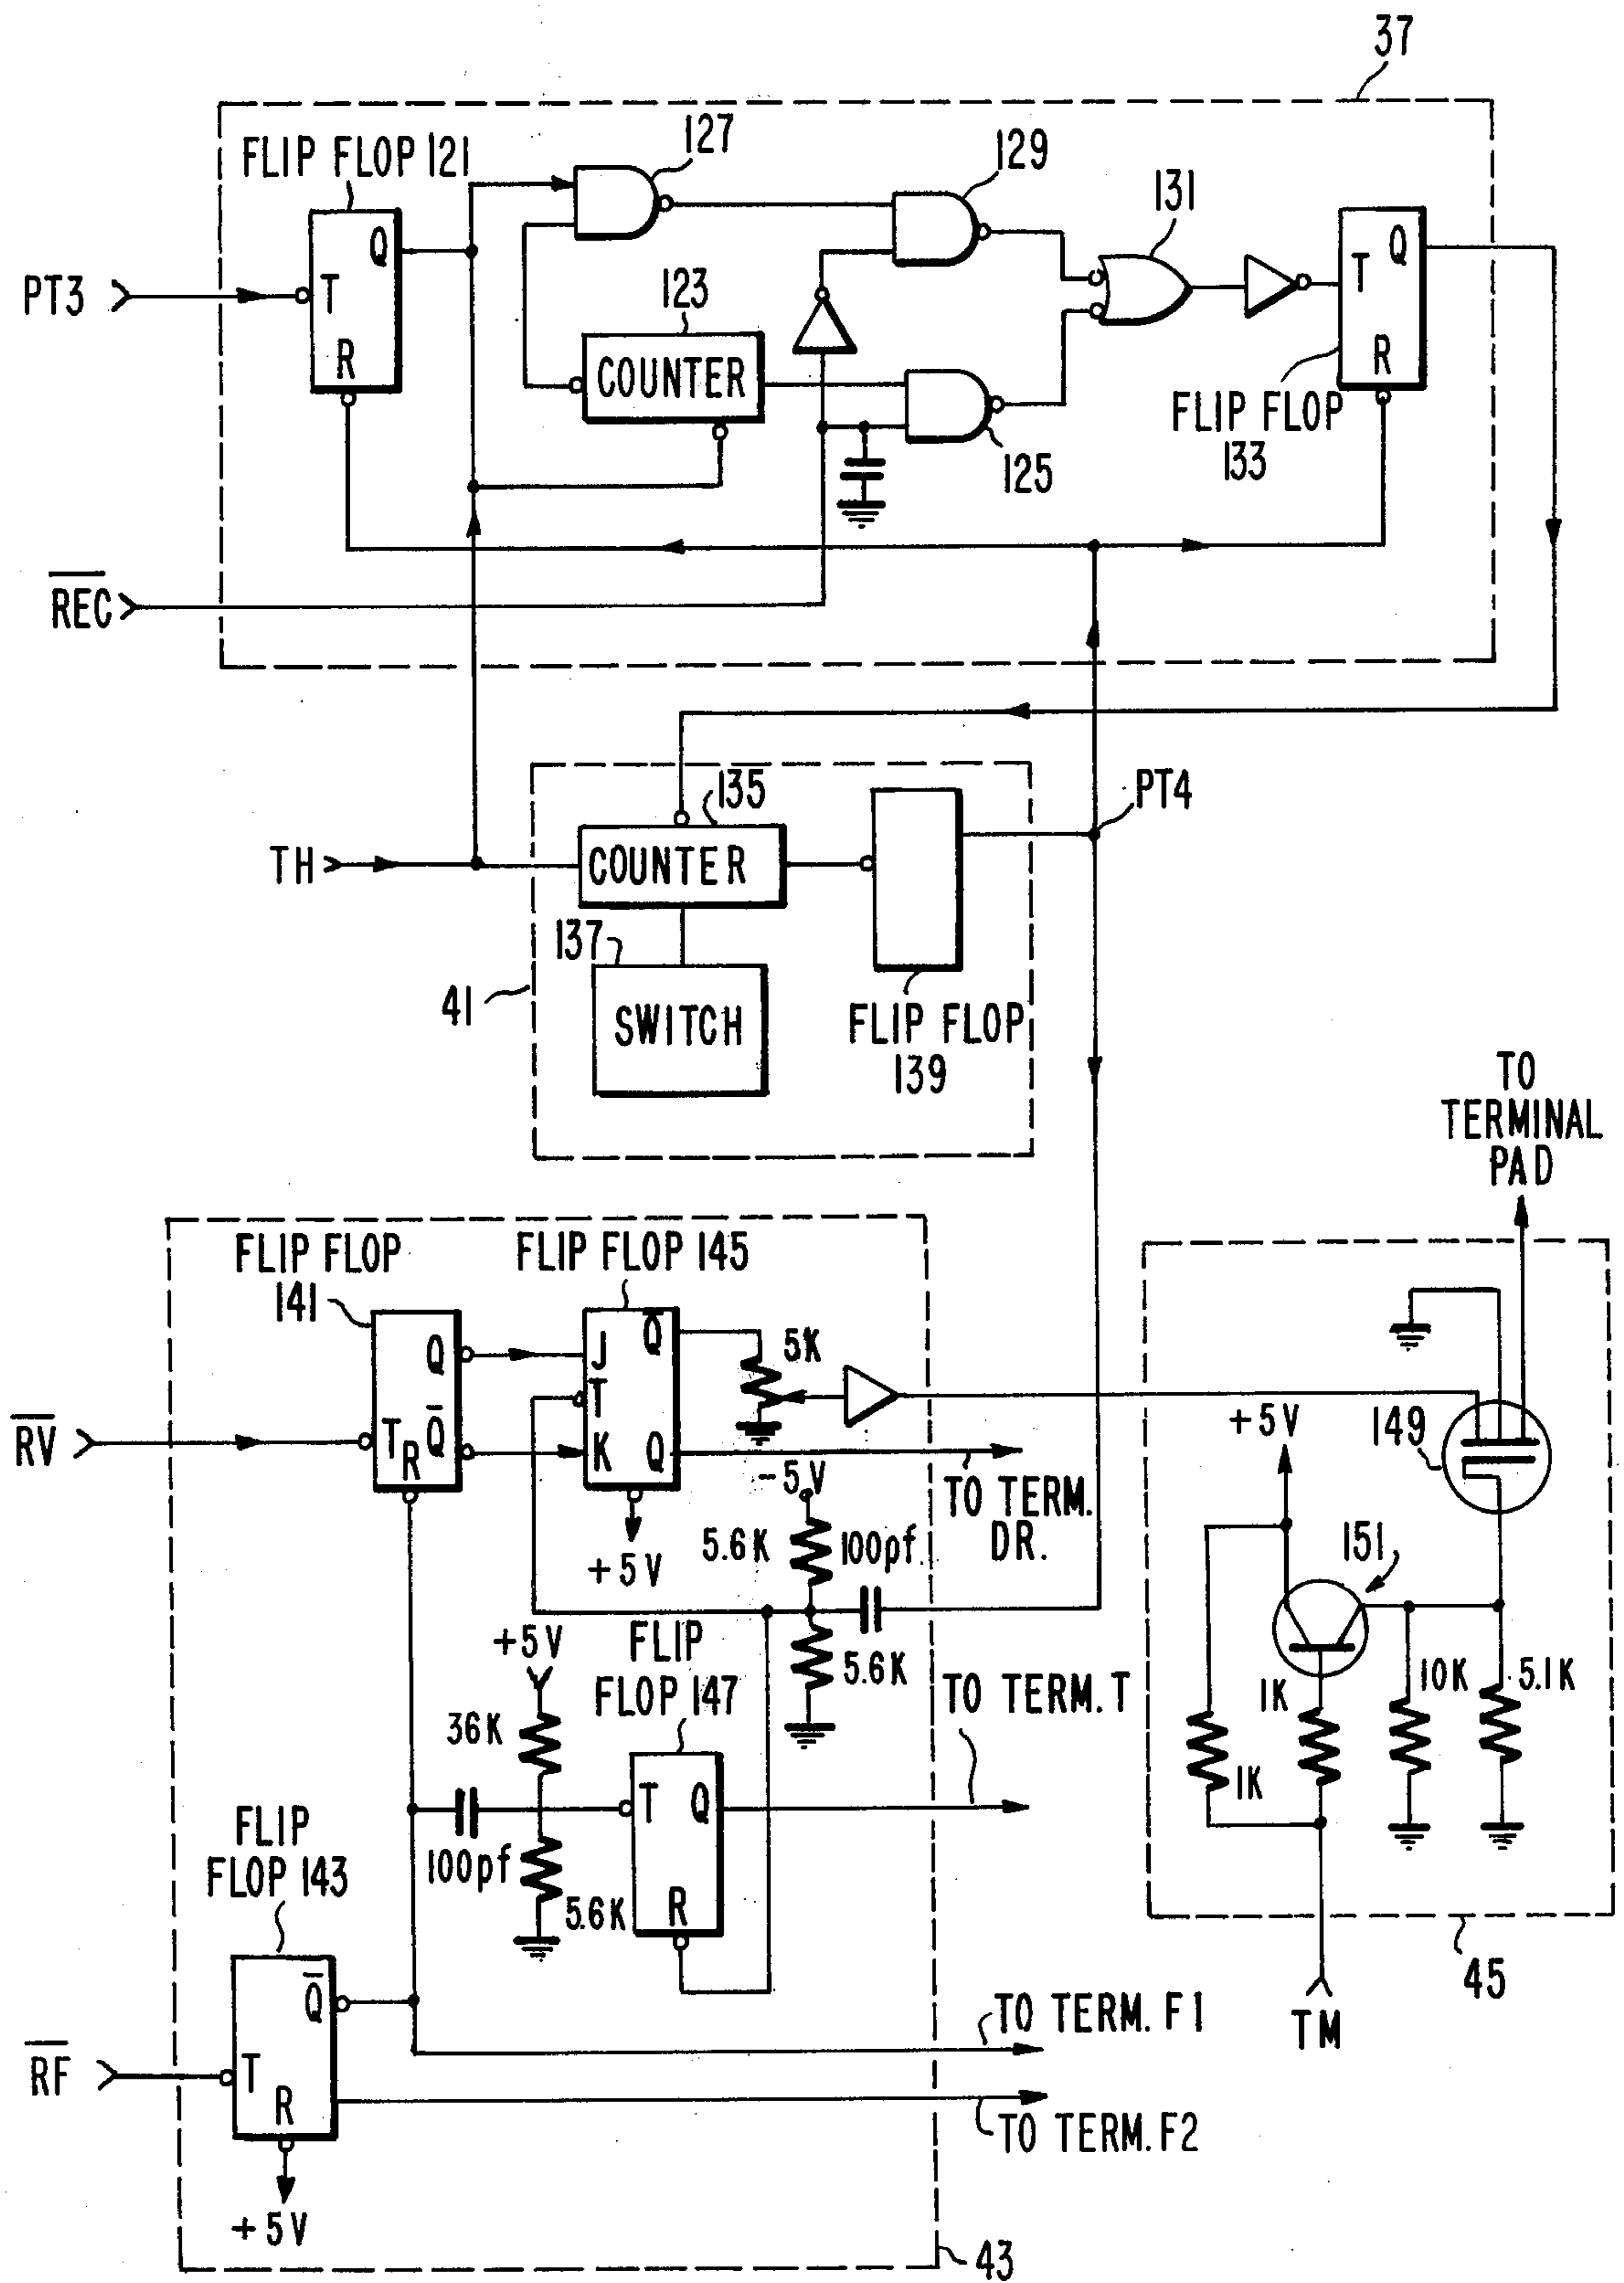 37
FLIP FLOP 121
127
129
131
Q
T
R
PT3
123
COUNTER
125
T
Q
R
FLIP FLOP
133
R̅E̅C̅
135
PT4
TH
COUNTER
137
SWITCH
41
FLIP FLOP
139
TO
TERMINAL
PAD
FLIP FLOP
141
FLIP FLOP 145
Q
Q̅
T
R
J
T
K
Q̅
Q
5K
R̅V̅
+5V
149
TO TERM.
DR.
-5V
5.6K
100pf
+5V
151
+5V
FLIP
FLOP 147
5.6K
TO TERM. T
36K
1K
10K
5.1K
1K
T
Q
R
100pf
5.6K
FLIP
FLOP 143
Q̅
T
R
R̅F̅
TO TERM. F1
TO TERM. F2
45
TM
+5V
43